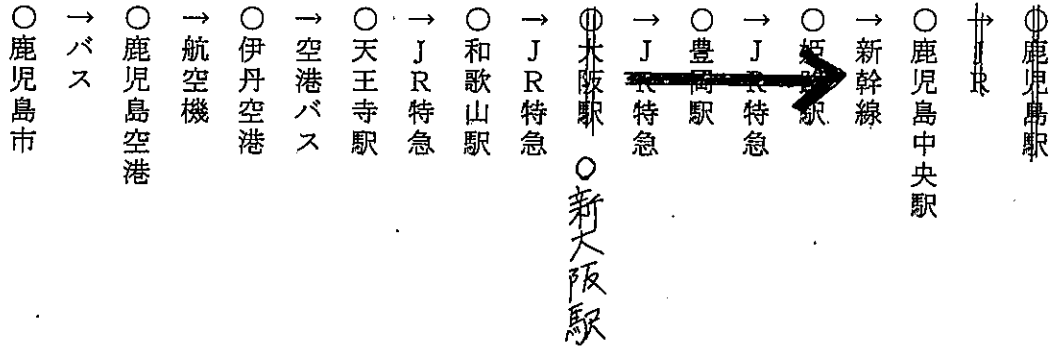 ○鹿児島市
→バス
○鹿児島空港
→航空機
○伊丹空港
→空港バス
○天王寺駅
→JR特急
○和歌山駅
→JR特急
○大阪駅
○新大阪駅
→JR特急
○豊岡駅
→JR特急
○姫路駅
→新幹線
○鹿児島中央駅
→JR
○鹿児島駅